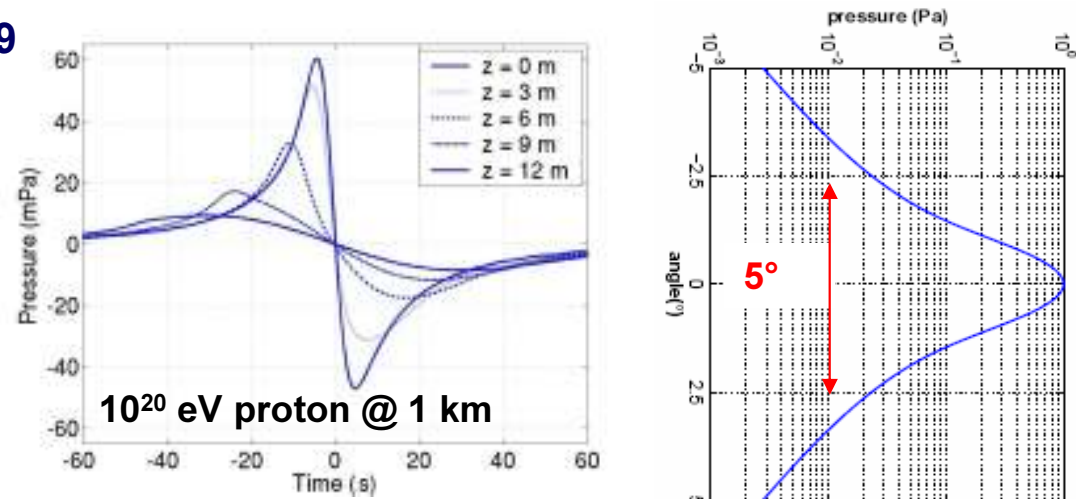 9
60
40
20
0
-20
-40
-60
Pressure (mPa)
z = 0 m
z = 3 m
z = 6 m
z = 9 m
z = 12 m
10²⁰ eV proton @ 1 km
-60
-40
-20
0
20
40
60
Time (s)
pressure (Pa)
10⁻³
10⁻²
10⁻¹
10⁰
-5
-2.5
0
2.5
angle(°)
5°